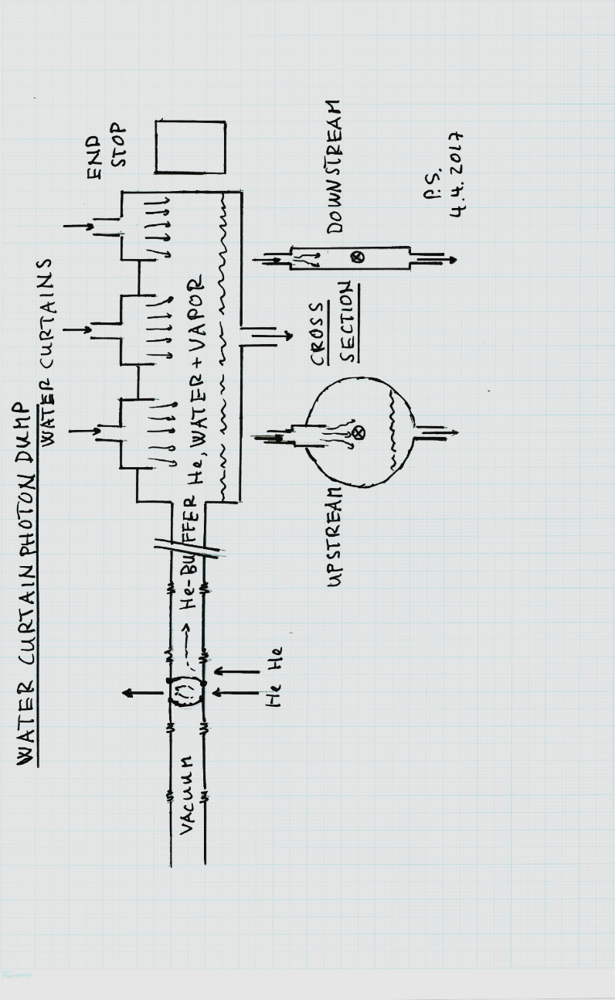 WATER CURTAIN PHOTON DUMP
WATER CURTAINS
END
STOP
VACUUM
He-BUFFER
He, WATER + VAPOR
He
He
UPSTREAM
CROSS
SECTION
DOWNSTREAM
P.S.
4.4.2017